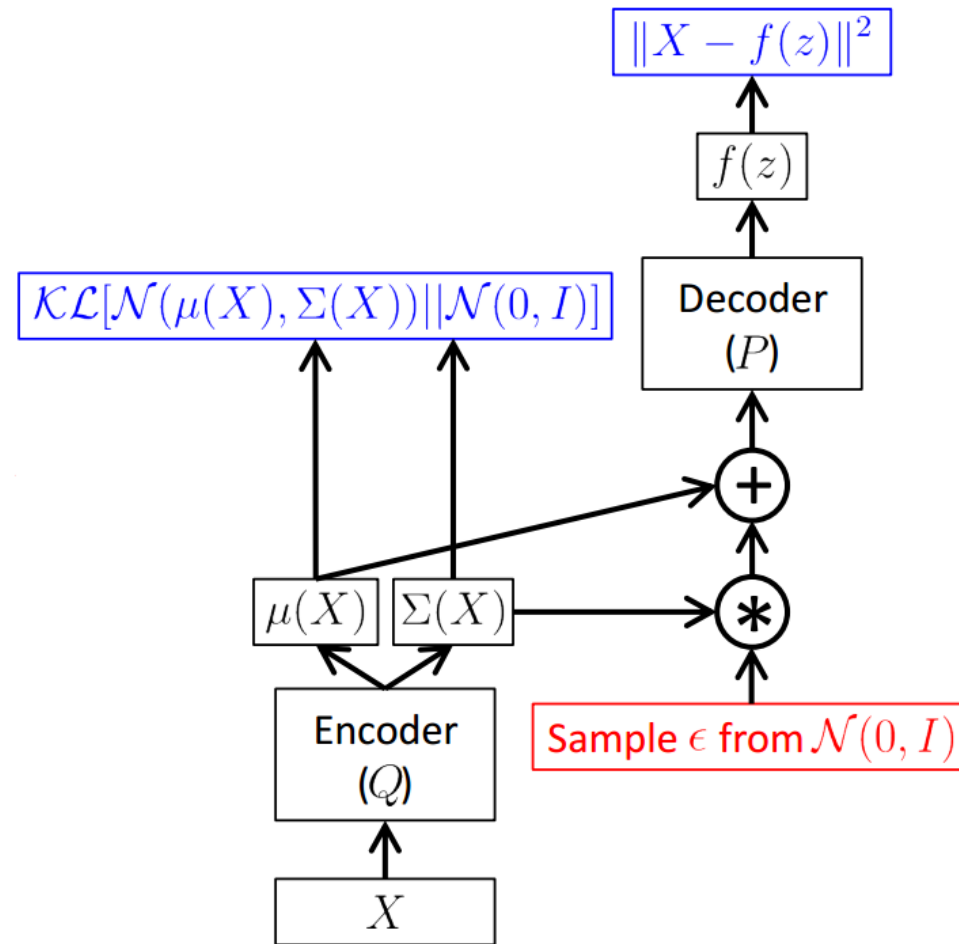 ‖X − f(z)‖²
f(z)
𝒦ℒ[𝒩(μ(X), Σ(X))||𝒩(0, I)]
Decoder
(P)
+
μ(X)
Σ(X)
*
Encoder
(Q)
Sample ϵ from 𝒩(0, I)
X